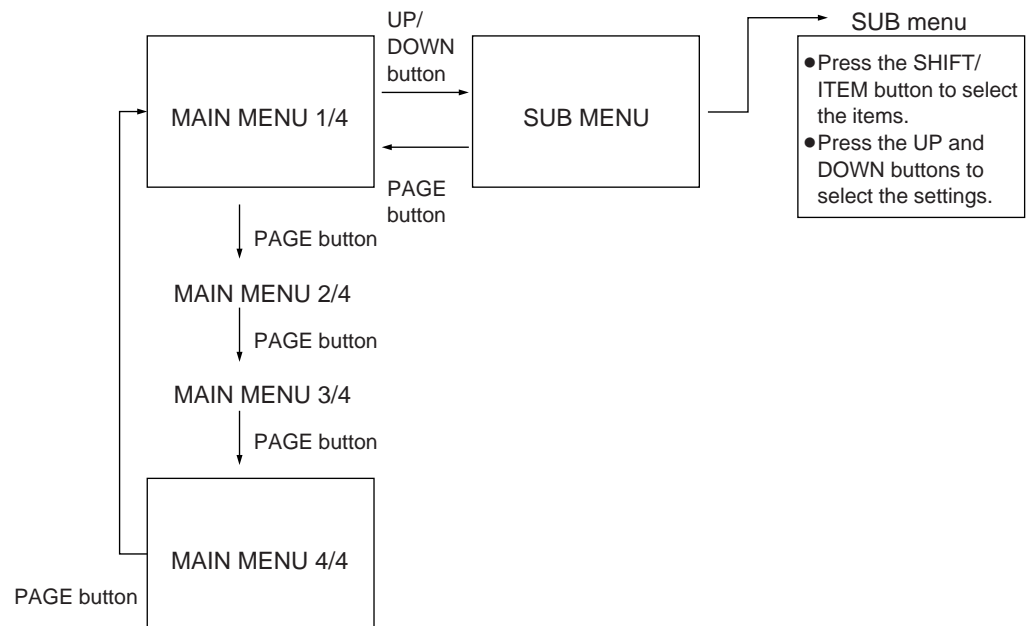 UP/
DOWN
button
SUB menu
MAIN MENU 1/4
SUB MENU
●Press the SHIFT/
ITEM button to select
the items.
●Press the UP and
DOWN buttons to
select the settings.
PAGE
button
PAGE button
MAIN MENU 2/4
PAGE button
MAIN MENU 3/4
PAGE button
MAIN MENU 4/4
PAGE button